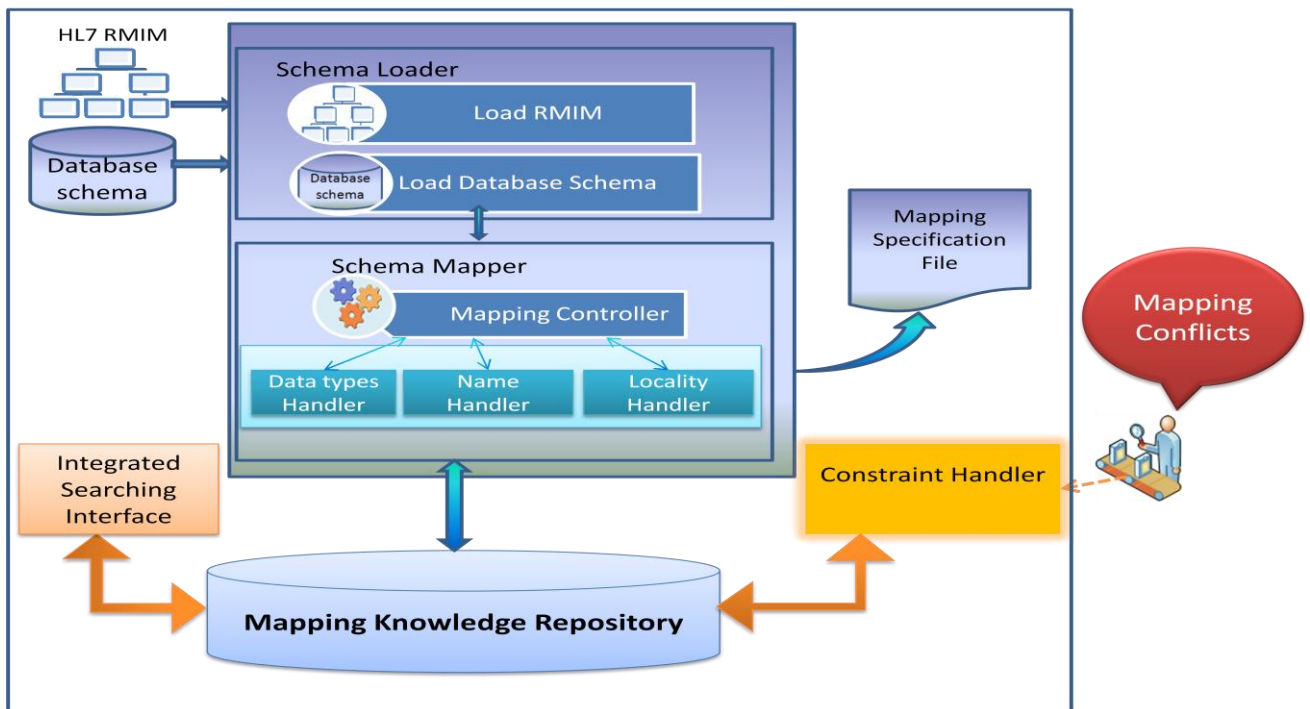 HL7 RMIM
Database
schema
Schema Loader
Load RMIM
Database
schema
Load Database Schema
Schema Mapper
Mapping Controller
Data types
Handler
Name
Handler
Locality
Handler
Mapping
Specification
File
Mapping
Conflicts
Integrated
Searching
Interface
Constraint Handler
Mapping Knowledge Repository